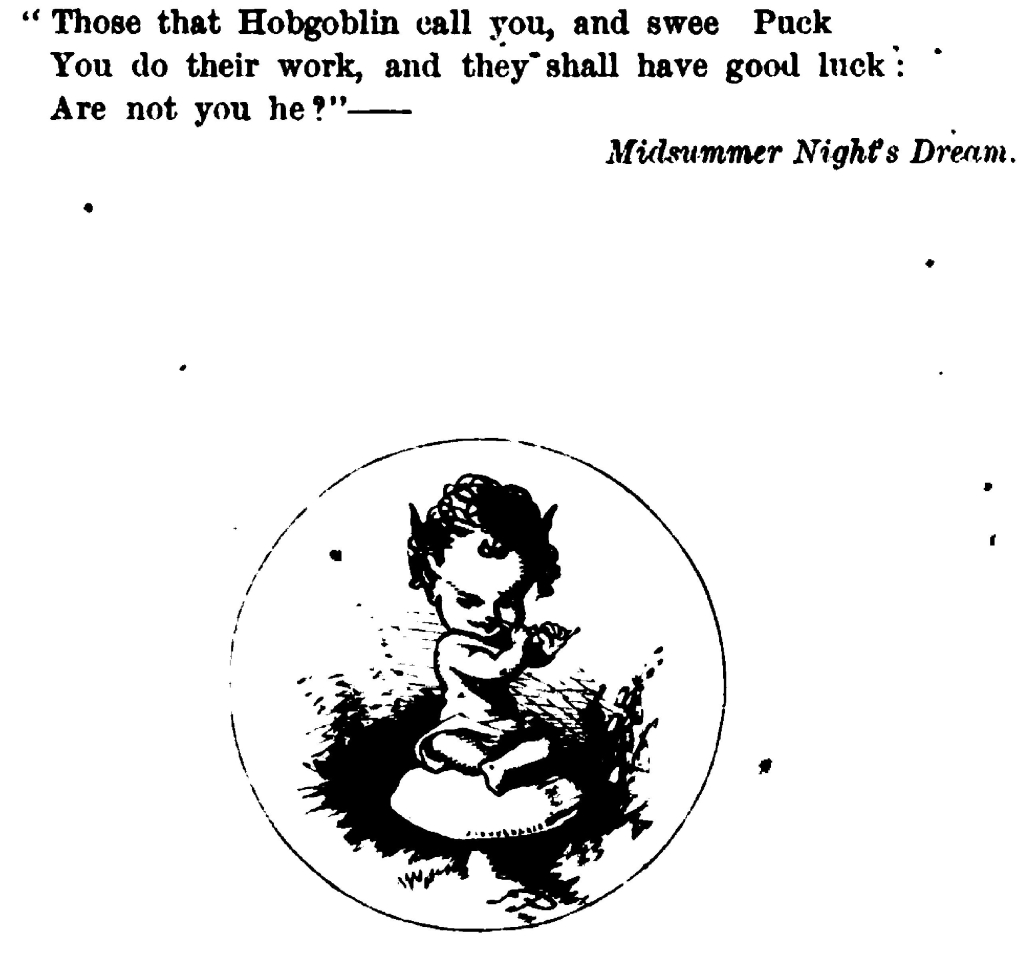 “Those that Hobgoblin call you, and swee Puck
You do their work, and they shall have good luck:
Are not you he?”——
Midsummer Night's Dream.